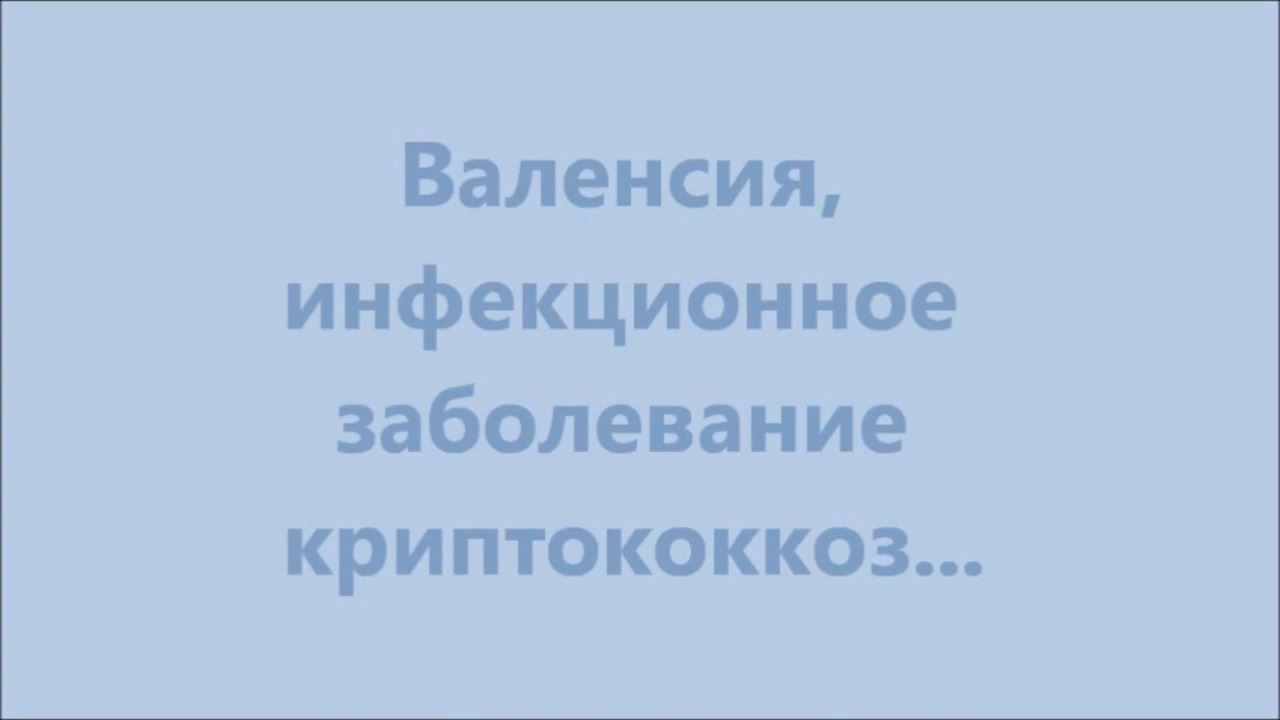 Валенсия,
инфекционное
заболевание
криптококкоз...